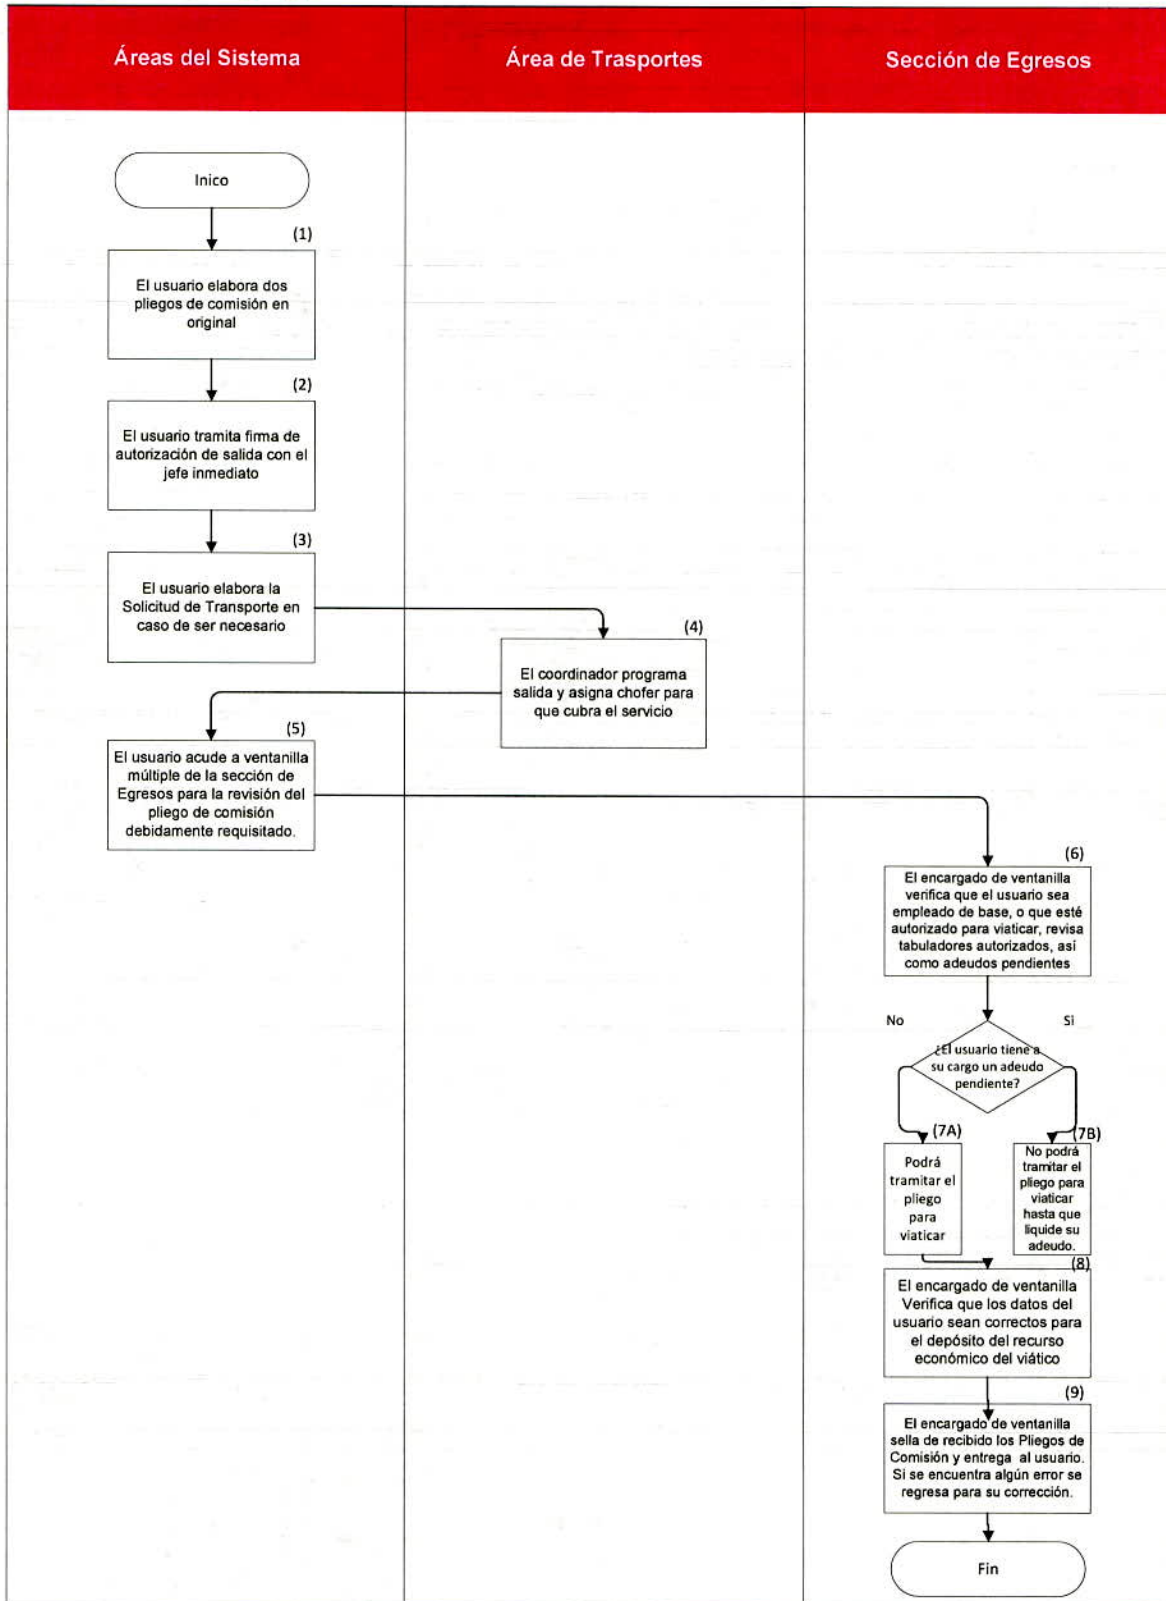 Áreas del Sistema
Área de Trasportes
Sección de Egresos
Inico
(1)
El usuario elabora dos
pliegos de comisión en
original
(2)
El usuario tramita firma de
autorización de salida con el
jefe inmediato
(3)
El usuario elabora la
Solicitud de Transporte en
caso de ser necesario
(4)
El coordinador programa
salida y asigna chofer para
que cubra el servicio
(5)
El usuario acude a ventanilla
múltiple de la sección de
Egresos para la revisión del
pliego de comisión
debidamente requisitado.
(6)
El encargado de ventanilla
verifica que el usuario sea
empleado de base, o que esté
autorizado para viaticar, revisa
tabuladores autorizados, así
como adeudos pendientes
No
Si
¿El usuario tiene a
su cargo un adeudo
pendiente?
(7A)
Podrá
tramitar el
pliego
para
viaticar
(7B)
No podrá
tramitar el
pliego para
viaticar
hasta que
liquide su
adeudo.
(8)
El encargado de ventanilla
Verifica que los datos del
usuario sean correctos para
el depósito del recurso
económico del viático
(9)
El encargado de ventanilla
sella de recibido los Pliegos de
Comisión y entrega al usuario.
Si se encuentra algún error se
regresa para su corrección.
Fin